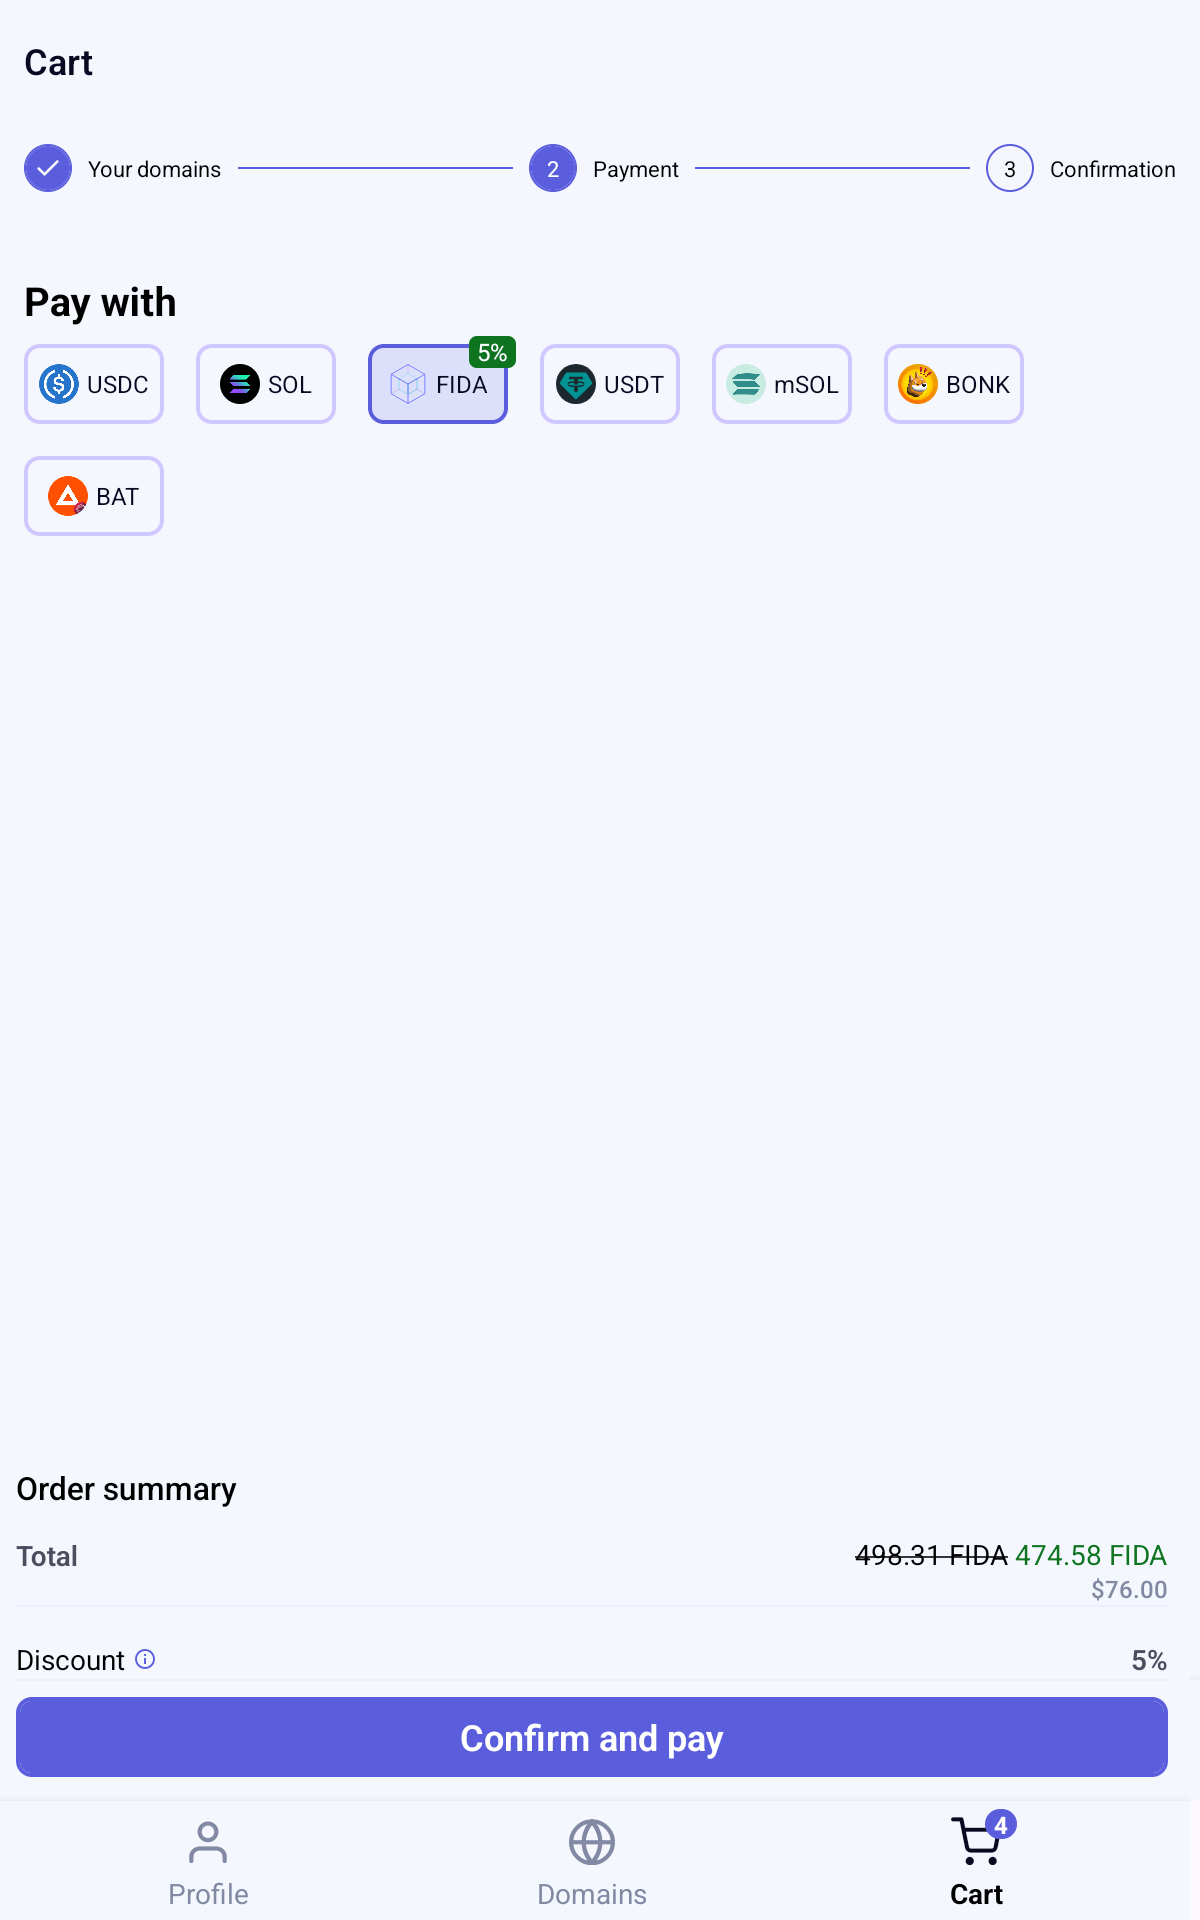 Cart
Your domains
2 Payment
3 Confirmation
Pay with
USDC
SOL
FIDA 5%
USDT
mSOL
BONK
BAT
Order summary
Total 498.31 FIDA 474.58 FIDA
$76.00
Discount 5%
Confirm and pay
4
Profile Domains Cart